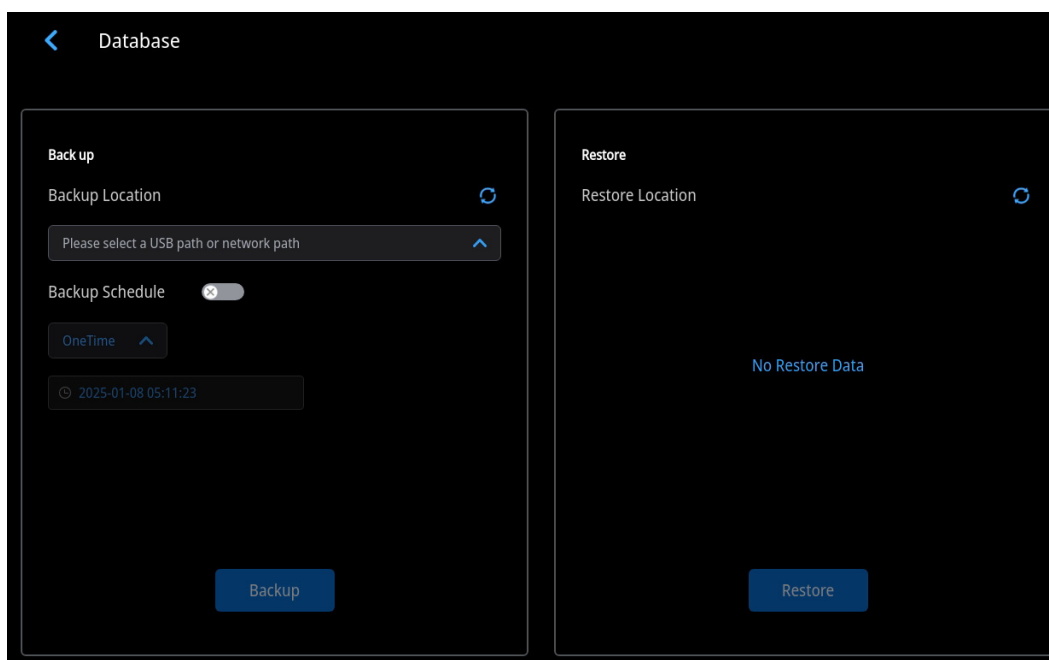 Database
Back up
Backup Location
Please select a USB path or network path
Backup Schedule
OneTime
2025-01-08 05:11:23
Backup
Restore
Restore Location
No Restore Data
Restore